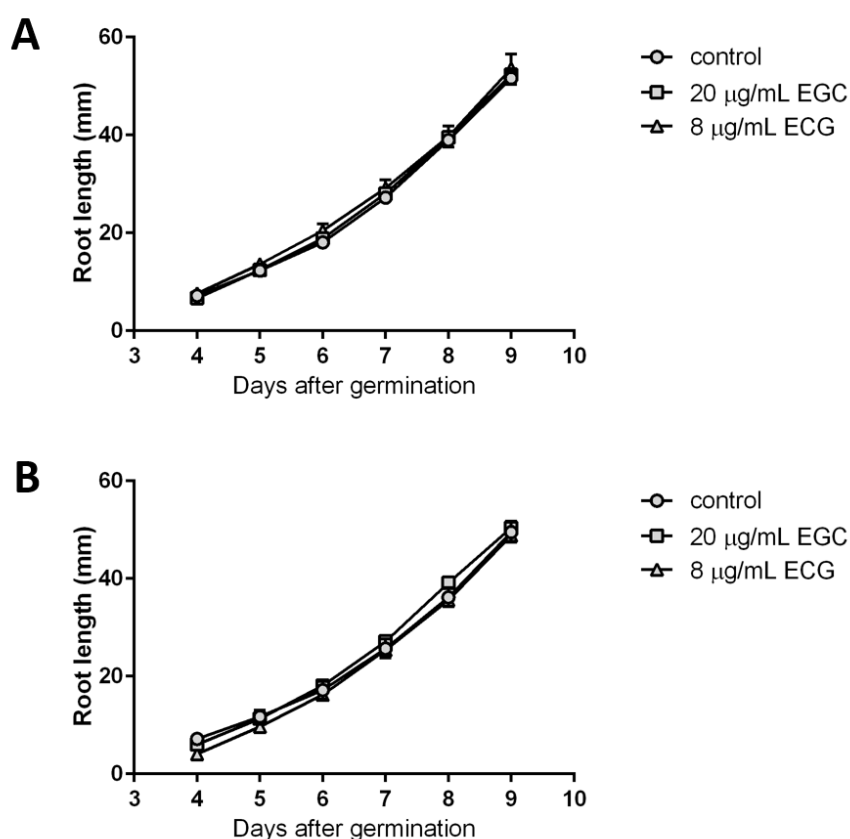 A
60
40
20
0
Root length (mm)
3 4 5 6 7 8 9 10
Days after germination
control
20 μg/mL EGC
8 μg/mL ECG
B
60
40
20
0
Root length (mm)
3 4 5 6 7 8 9 10
Days after germination
control
20 μg/mL EGC
8 μg/mL ECG